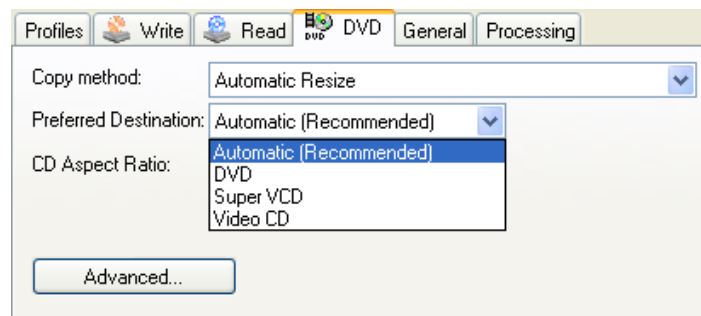 Profiles Write Read DVD DVD General Processing
Copy method: Automatic Resize
Preferred Destination: Automatic (Recommended)
Automatic (Recommended)
CD Aspect Ratio:
DVD
Super VCD
Video CD
Advanced...